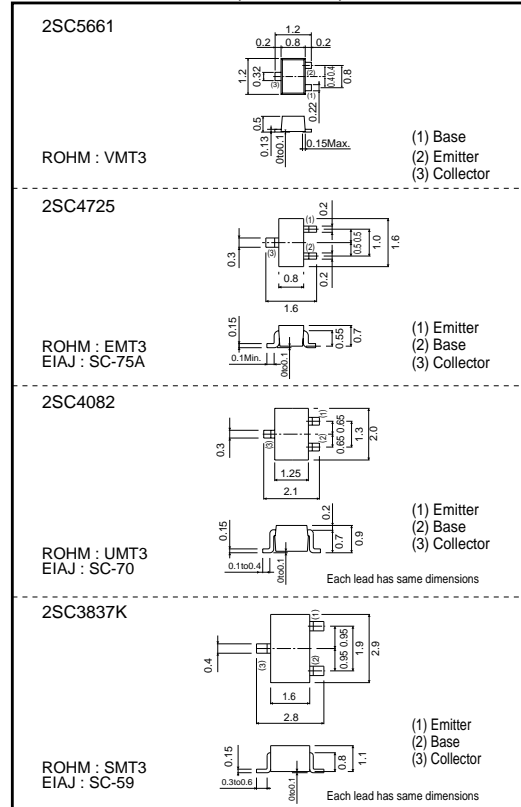 2SC5661
1.2
0.2 0.8 0.2
1.2
0.32
(3)
(2)
(1)
0.4 0.4
0.8
0.22
0.5
0.13
0to0.1
0.15Max.
ROHM : VMT3
(1) Base
(2) Emitter
(3) Collector
2SC4725
0.2
(1)
(3)
(2)
0.3
0.5 0.5
1.0
1.6
0.2
0.8
1.6
0.15
0.1Min.
0to0.1
0.55
0.7
ROHM : EMT3
EIAJ : SC-75A
(1) Emitter
(2) Base
(3) Collector
2SC4082
(1)
(3)
(2)
0.3
0.65 0.65
1.3
2.0
1.25
2.1
0.2
0.15
0.1to0.4
0to0.1
0.7
0.9
ROHM : UMT3
EIAJ : SC-70
(1) Emitter
(2) Base
(3) Collector
Each lead has same dimensions
2SC3837K
(1)
(3)
(2)
0.4
0.95 0.95
1.9
2.9
1.6
2.8
0.15
0.3to0.6
0to0.1
0.8
1.1
ROHM : SMT3
EIAJ : SC-59
(1) Emitter
(2) Base
(3) Collector
Each lead has same dimensions